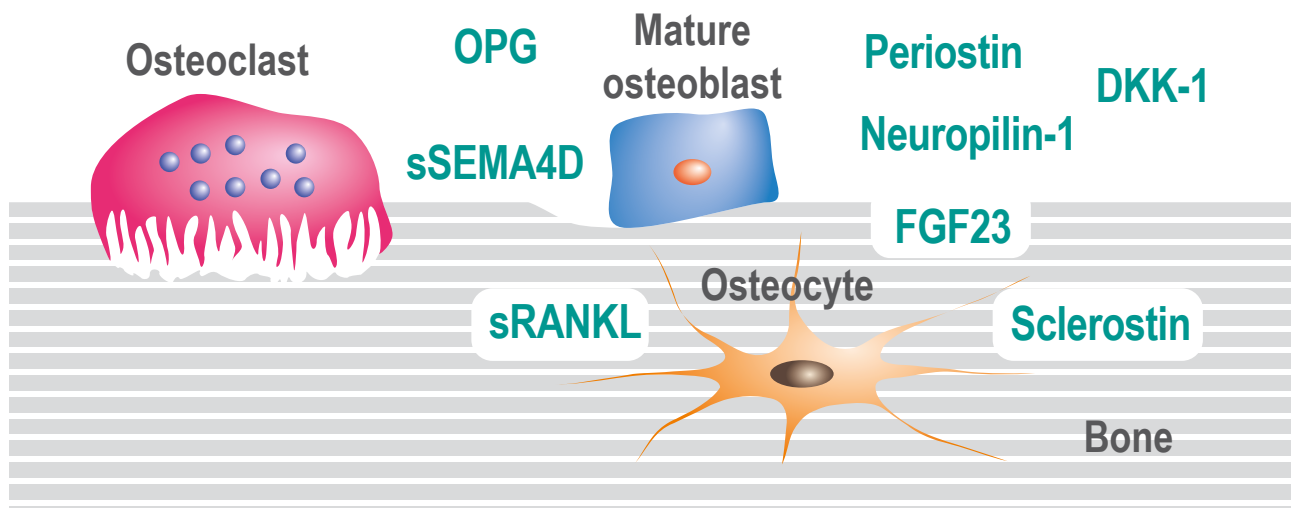 Osteoclast
OPG
sSEMA4D
Mature
osteoblast
Periostin
DKK-1
Neuropilin-1
FGF23
sRANKL
Osteocyte
Sclerostin
Bone